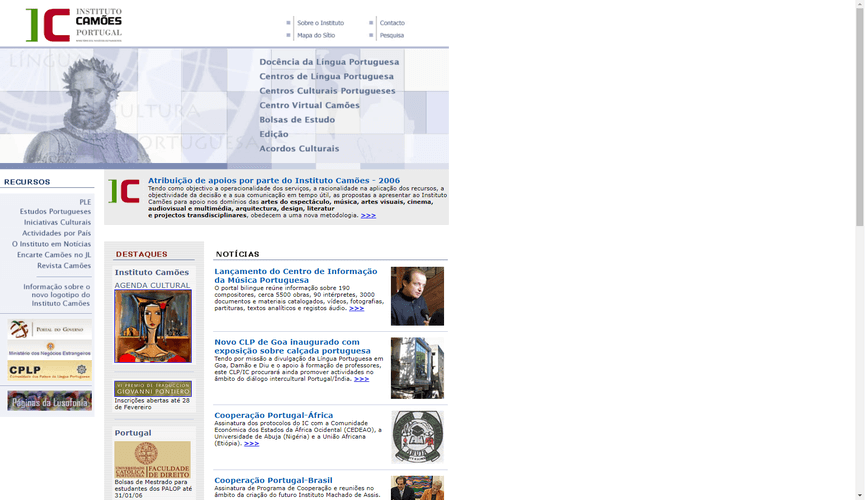 INSTITUTO
CAMÕES
PORTUGAL
Sobre o Instituto
Contacto
Mapa do Sítio
Pesquisa
LÍNGUA
CULTURA
PORTUGUESA
Docência da Língua Portuguesa
Centros de Língua Portuguesa
Centros Culturais Portugueses
Centro Virtual Camões
Bolsas de Estudo
Edição
Acordos Culturais
RECURSOS
PLE
Estudos Portugueses
Iniciativas Culturais
Actividades por País
O Instituto em Notícias
Encarte Camões no JL
Revista Camões
Informação sobre o
novo logotipo do
Instituto Camões
PORTAL DO GOVERNO
Ministério dos Negócios Estrangeiros
CPLP
Comunidade dos Países de Língua Portuguesa
Páginas da Lusofonia
Atribuição de apoios por parte do Instituto Camões - 2006
Tendo como objectivo a operacionalidade dos serviços, a racionalidade na aplicação dos recursos, a
objectividade da decisão e a sua comunicação em tempo útil, as propostas a apresentar ao Instituto
Camões para apoio nos domínios das artes do espectáculo, música, artes visuais, cinema,
audiovisual e multimédia, arquitectura, design, literatur
e projectos transdisciplinares, obedecem a uma nova metodologia. >>>
DESTAQUES
Instituto Camões
AGENDA CULTURAL
VI PREMIO DE TRADUCCIÓN
GIOVANNI PONTIERO
Inscrições abertas até 28
de Fevereiro
Portugal
UNIVERSIDADE
CATÓLICA
PORTUGUESA
FACULDADE
DE DIREITO
Bolsas de Mestrado para
estudantes dos PALOP até
31/01/06
NOTÍCIAS
Lançamento do Centro de Informação
da Música Portuguesa
O portal bilingue reúne informação sobre 190
compositores, cerca 5500 obras, 90 intérpretes, 3000
documentos e materiais catalogados, vídeos, fotografias,
partituras, textos analíticos e registos áudio. >>>
Novo CLP de Goa inaugurado com
exposição sobre calçada portuguesa
Tendo por missão a divulgação da Língua Portuguesa em
Goa, Damão e Diu e o apoio à formação de professores,
este CLP/IC procurará ainda promover actividades no
âmbito do diálogo intercultural Portugal/Índia. >>>
Cooperação Portugal-África
Assinatura dos protocolos do IC com a Comunidade
Económica dos Estados da África Ocidental (CEDEAO), a
Universidade de Abuja (Nigéria) e a União Africana
(Etiópia). >>>
Cooperação Portugal-Brasil
Assinatura de Programa de Cooperação e reuniões no
âmbito da criação do futuro Instituto Machado de Assis.